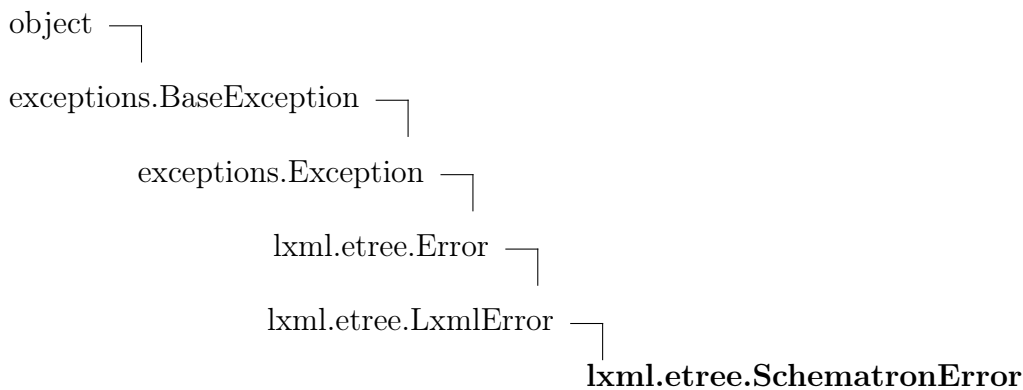 object
exceptions.BaseException
exceptions.Exception
lxml.etree.Error
lxml.etree.LxmlError
lxml.etree.SchematronError